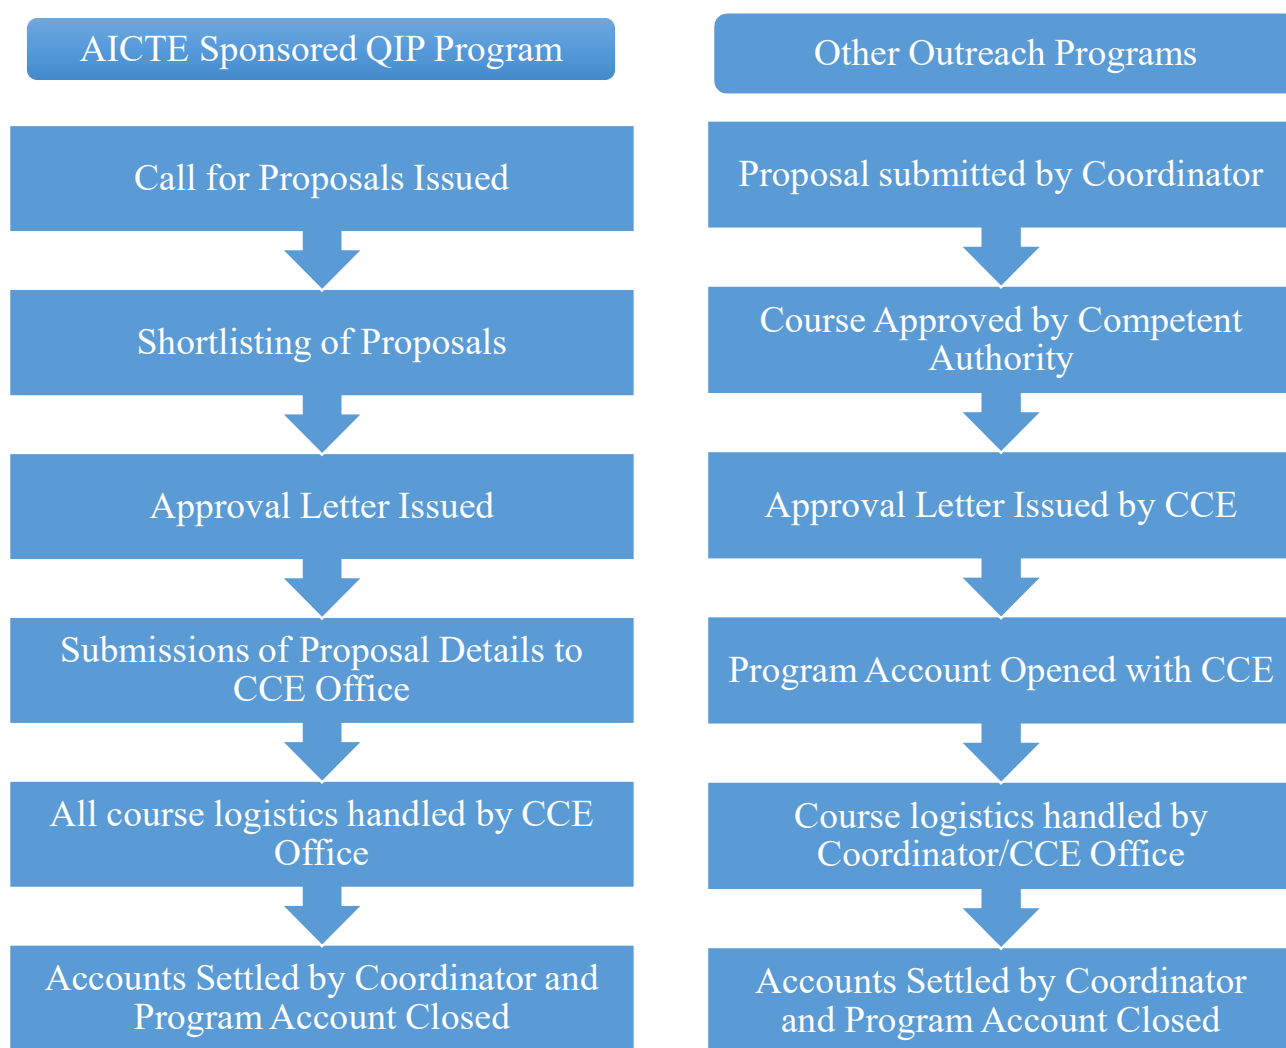 AICTE Sponsored QIP Program
Call for Proposals Issued
Shortlisting of Proposals
Approval Letter Issued
Submissions of Proposal Details to
CCE Office
All course logistics handled by CCE
Office
Accounts Settled by Coordinator and
Program Account Closed
Other Outreach Programs
Proposal submitted by Coordinator
Course Approved by Competent
Authority
Approval Letter Issued by CCE
Program Account Opened with CCE
Course logistics handled by
Coordinator/CCE Office
Accounts Settled by Coordinator
and Program Account Closed